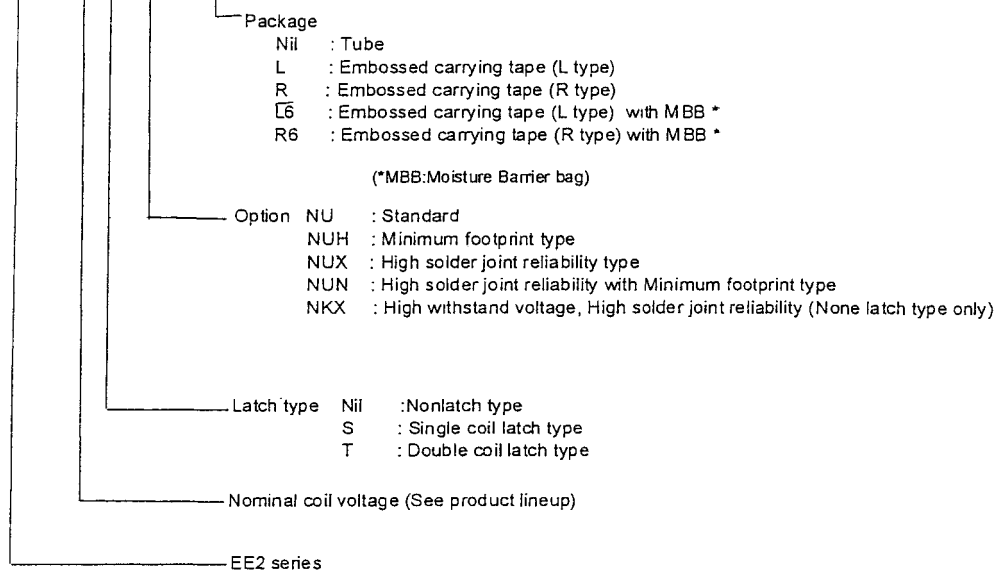 Package
Nil : Tube
L : Embossed carrying tape (L type)
R : Embossed carrying tape (R type)
L6 : Embossed carrying tape (L type) with MBB *
R6 : Embossed carrying tape (R type) with MBB *
(*MBB:Moisture Barrier bag)
Option NU : Standard
NUH : Minimum footprint type
NUX : High solder joint reliability type
NUN : High solder joint reliability with Minimum footprint type
NKX : High withstand voltage, High solder joint reliability (None latch type only)
Latch type Nil :Nonlatch type
S : Single coil latch type
T : Double coil latch type
Nominal coil voltage (See product lineup)
EE2 series